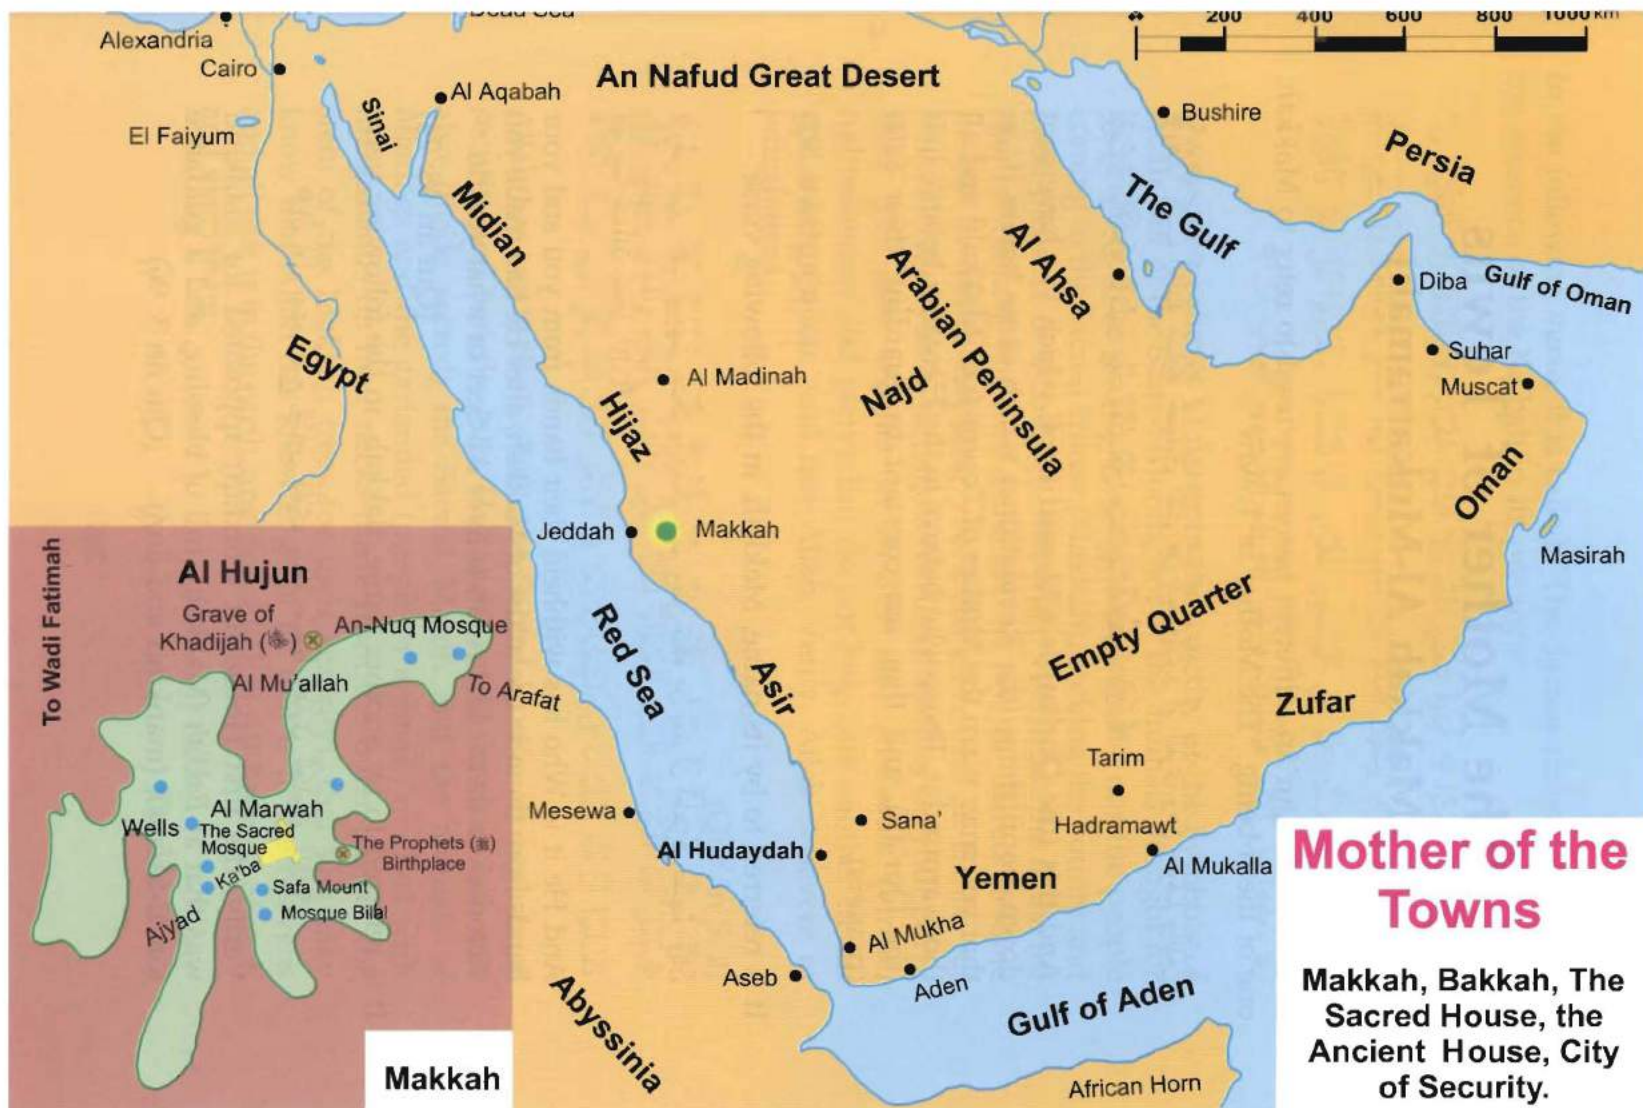 Dead Sea
200 400 600 800 1000 km
Alexandria
Cairo
An Nafud Great Desert
Al Aqabah
Sinai
El Faiyum
Bushire
Persia
The Gulf
Midian
Al Ahsa
Arabian Peninsula
Gulf of Oman
Diba
Egypt
Suhar
Al Madinah
Najd
Muscat
Hijaz
Oman
Jeddah
Makkah
Masirah
Red Sea
Empty Quarter
Asir
Zufar
Tarim
Mesewa
Sana'
Hadramawt
Al Hudaydah
Al Mukalla
Yemen
Al Mukha
Aseb
Aden
Abyssinia
Gulf of Aden
African Horn
To Wadi Fatimah
Al Hujun
Grave of
Khadijah (
)
An-Nuq Mosque
Al Mu'allah
To Arafat
Al Marwah
Wells
The Sacred
Mosque
The Prophets (ﷺ)
Birthplace
Ka'ba
Safa Mount
Ajyad
Mosque Bilal
Makkah
Mother of the
Towns
Makkah, Bakkah, The
Sacred House, the
Ancient House, City
of Security.